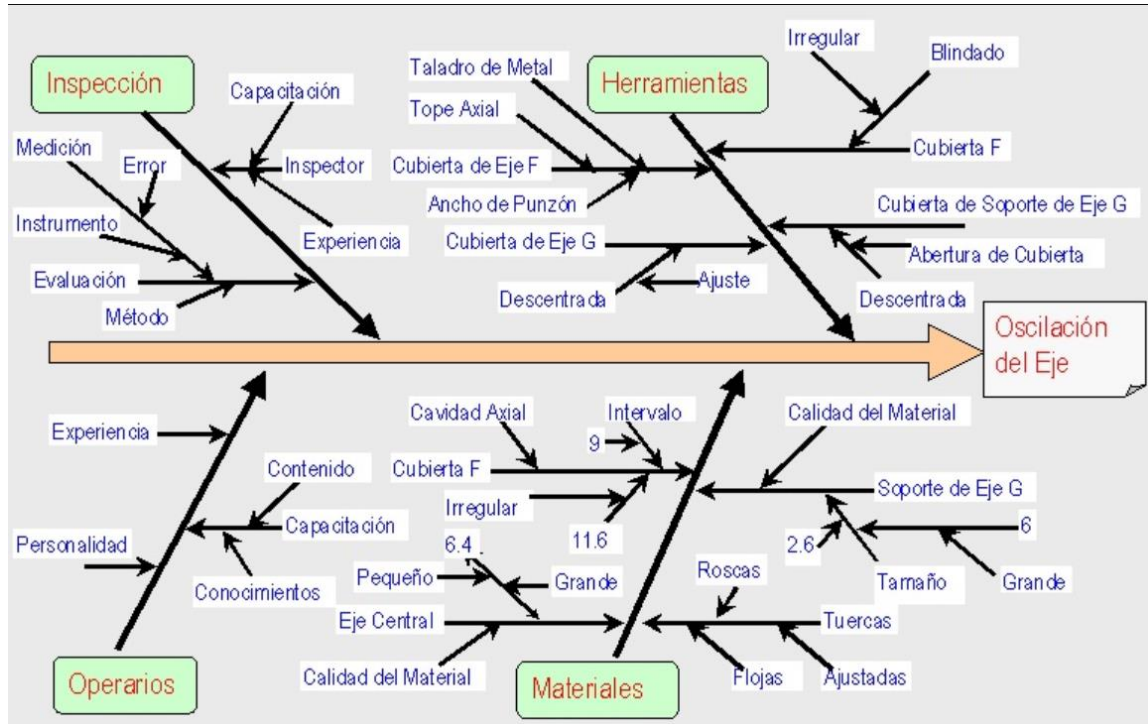 Irregular
Blindado
Inspección
Taladro de Metal
Herramientas
Capacitación
Tope Axial
Medición
Error
Inspector
Cubierta de Eje F
Cubierta F
Ancho de Punzón
Cubierta de Soporte de Eje G
Instrumento
Experiencia
Cubierta de Eje G
Abertura de Cubierta
Evaluación
Ajuste
Método
Descentrada
Descentrada
Oscilación
del Eje
Cavidad Axial
Intervalo
Calidad del Material
Experiencia
9
Cubierta F
Contenido
Soporte de Eje G
Irregular
Capacitación
6
Personalidad
6.4
11.6
2.6
Roscas
Pequeño
Grande
Tamaño
Grande
Conocimientos
Eje Central
Tuercas
Calidad del Material
Flojas
Ajustadas
Operarios
Materiales